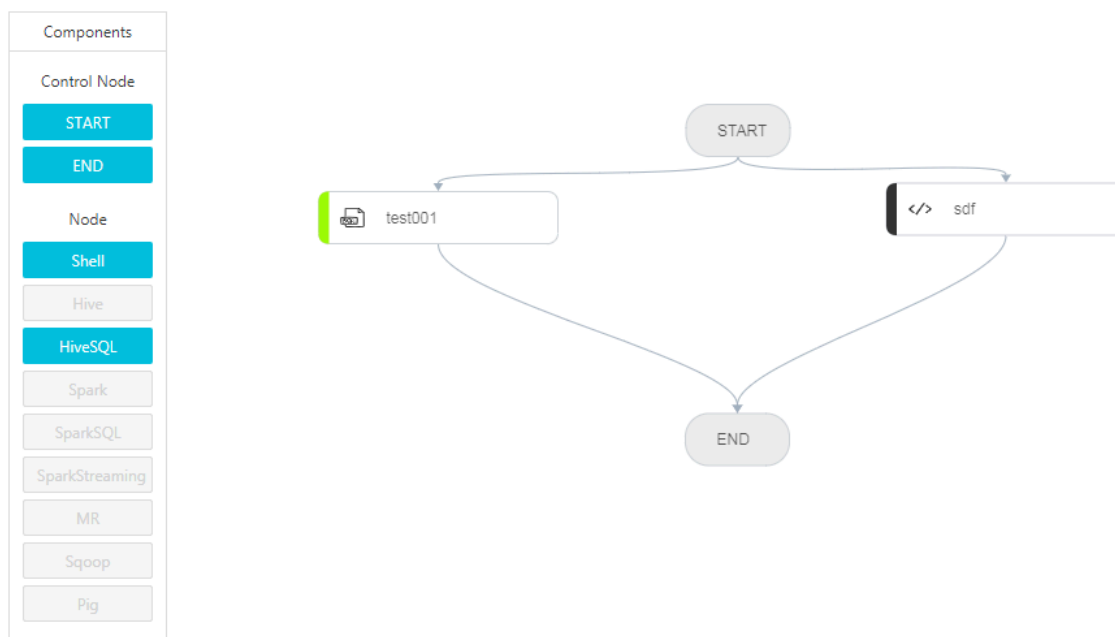 Components
Control Node
START
END
Node
Shell
Hive
HiveSQL
Spark
SparkSQL
SparkStreaming
MR
Sqoop
Pig
START
test001
</> sdf
END